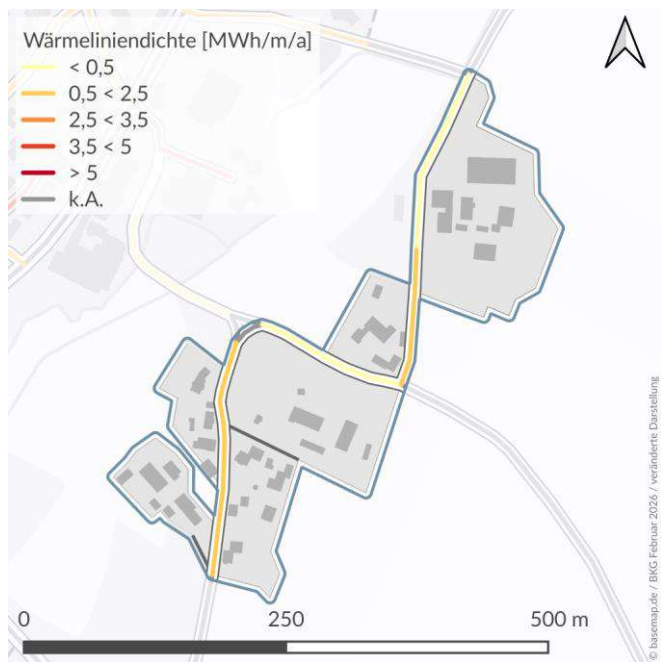 Wärmeliniendichte [MWh/m/a]
< 0,5
0,5 < 2,5
2,5 < 3,5
3,5 < 5
> 5
k.A.
© basemap.de / BKG Februar 2026 / veränderte Darstellung
0 250 500 m